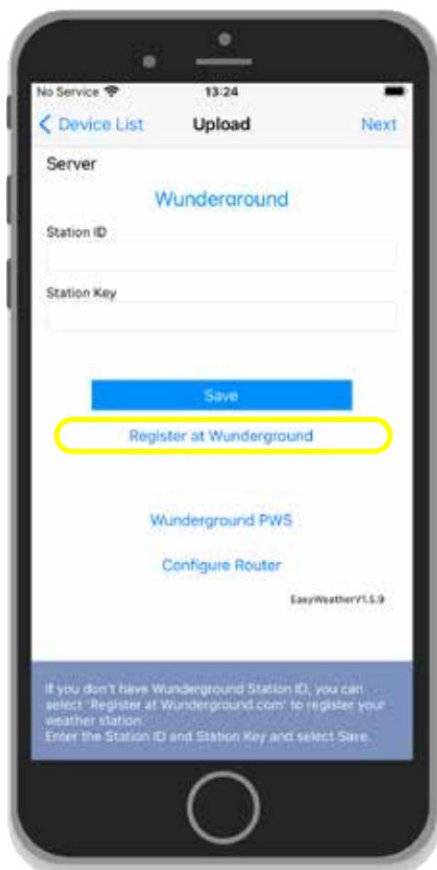 No Service 13:24
Device List Upload Next
Server
Wunderground
Station ID
Station Key
Save
Register at Wunderground
Wunderground PWS
Configure Router
EasyWeatherV1.5.9
If you don't have Wunderground Station ID, you can
select 'Register at Wunderground.com' to register your
weather station.
Enter the Station ID and Station Key and select Save.